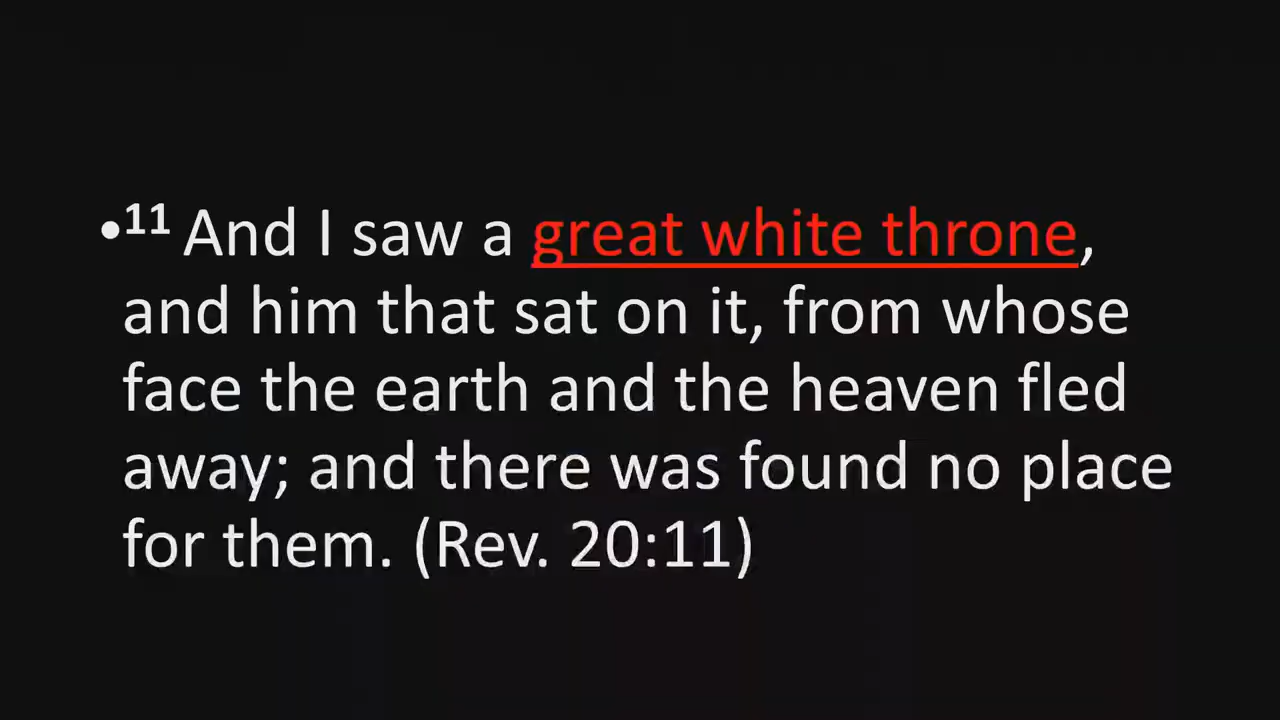 •11 And I saw a great white throne,
and him that sat on it, from whose
face the earth and the heaven fled
away; and there was found no place
for them. (Rev. 20:11)